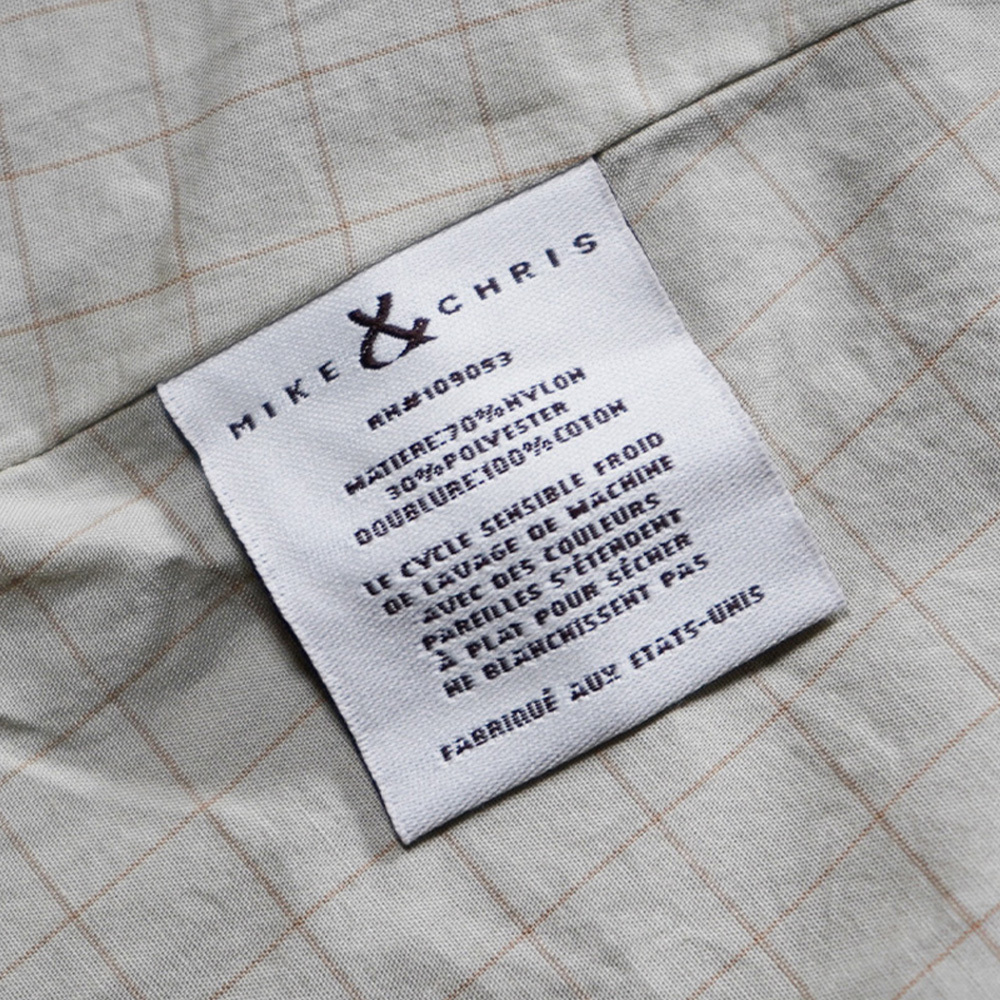 MIKE & CHRIS
RN#109093
MATIERE:70%NYLON
30%POLYESTER
DOUBLURE:100%COTON
LE CYCLE SENSIBLE FROID
DE LAVAGE DE MACHINE
AVEC DES COULEURS
PAREILLES S'ÉTENDENT
À PLAT POUR SÉCHER
NE BLANCHISSENT PAS
FABRIQUÉ AUX ETATS-UNIS